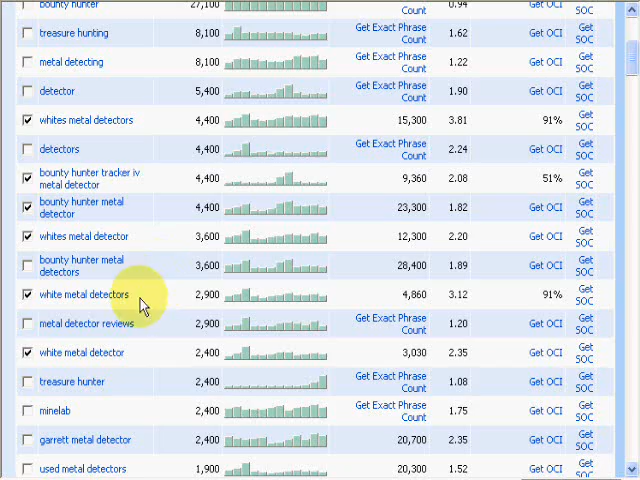 bounty hunter 27,100 Count 0.94 Get OCI SOC
treasure hunting 8,100 Get Exact Phrase Count 1.62 Get OCI Get SOC
metal detecting 8,100 Get Exact Phrase Count 1.22 Get OCI Get SOC
detector 5,400 Get Exact Phrase Count 1.90 Get OCI Get SOC
whites metal detectors 4,400 15,300 3.81 91% Get SOC
detectors 4,400 Get Exact Phrase Count 2.24 Get OCI Get SOC
bounty hunter tracker iv metal detector 4,400 9,360 2.08 51% Get SOC
bounty hunter metal detector 4,400 23,300 1.82 Get OCI Get SOC
whites metal detector 3,600 12,300 2.20 Get OCI Get SOC
bounty hunter metal detectors 3,600 28,400 1.89 Get OCI Get SOC
white metal detectors 2,900 4,860 3.12 91% Get SOC
metal detector reviews 2,900 Get Exact Phrase Count 1.20 Get OCI Get SOC
white metal detector 2,400 3,030 2.35 Get OCI Get SOC
treasure hunter 2,400 Get Exact Phrase Count 1.08 Get OCI Get SOC
minelab 2,400 Get Exact Phrase Count 1.75 Get OCI Get SOC
garrett metal detector 2,400 20,700 2.35 Get OCI Get SOC
used metal detectors 1,900 20,300 1.52 Get OCI Get SOC